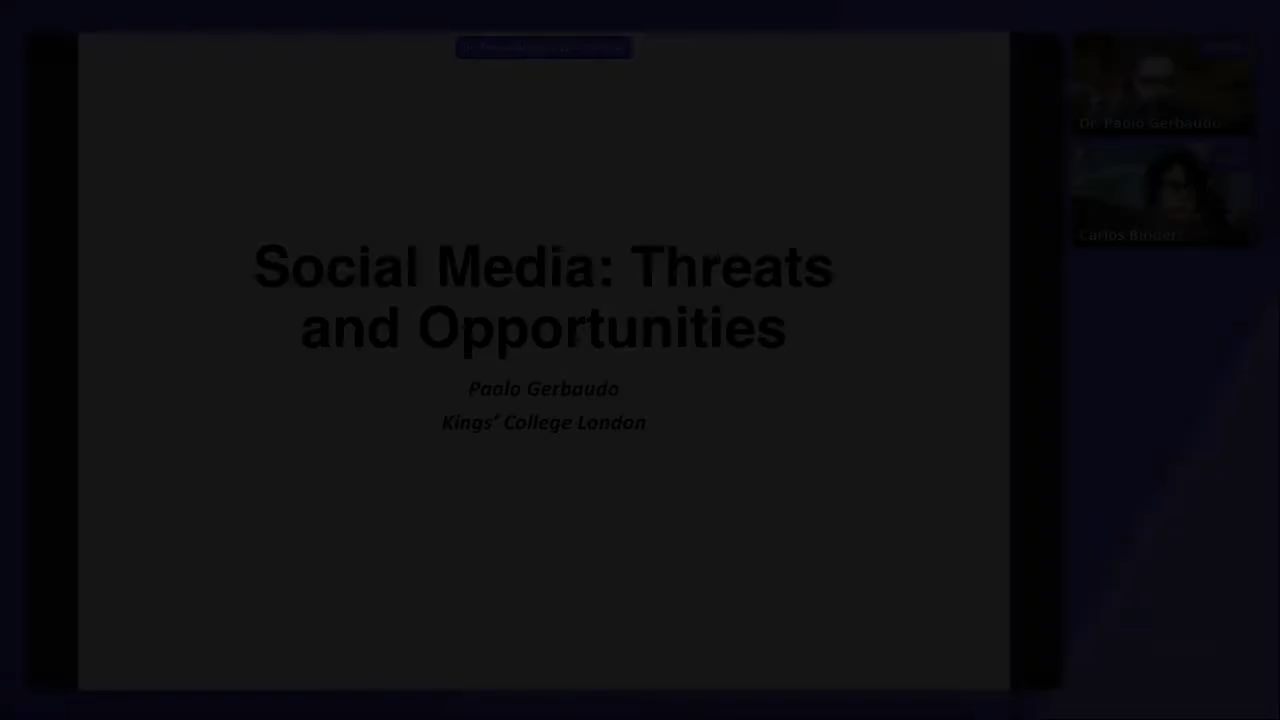 Social Media: Threats
and Opportunities
Paolo Gerbaudo
Kings' College London
Dr. Paolo Gerbaudo
Carlos Binder